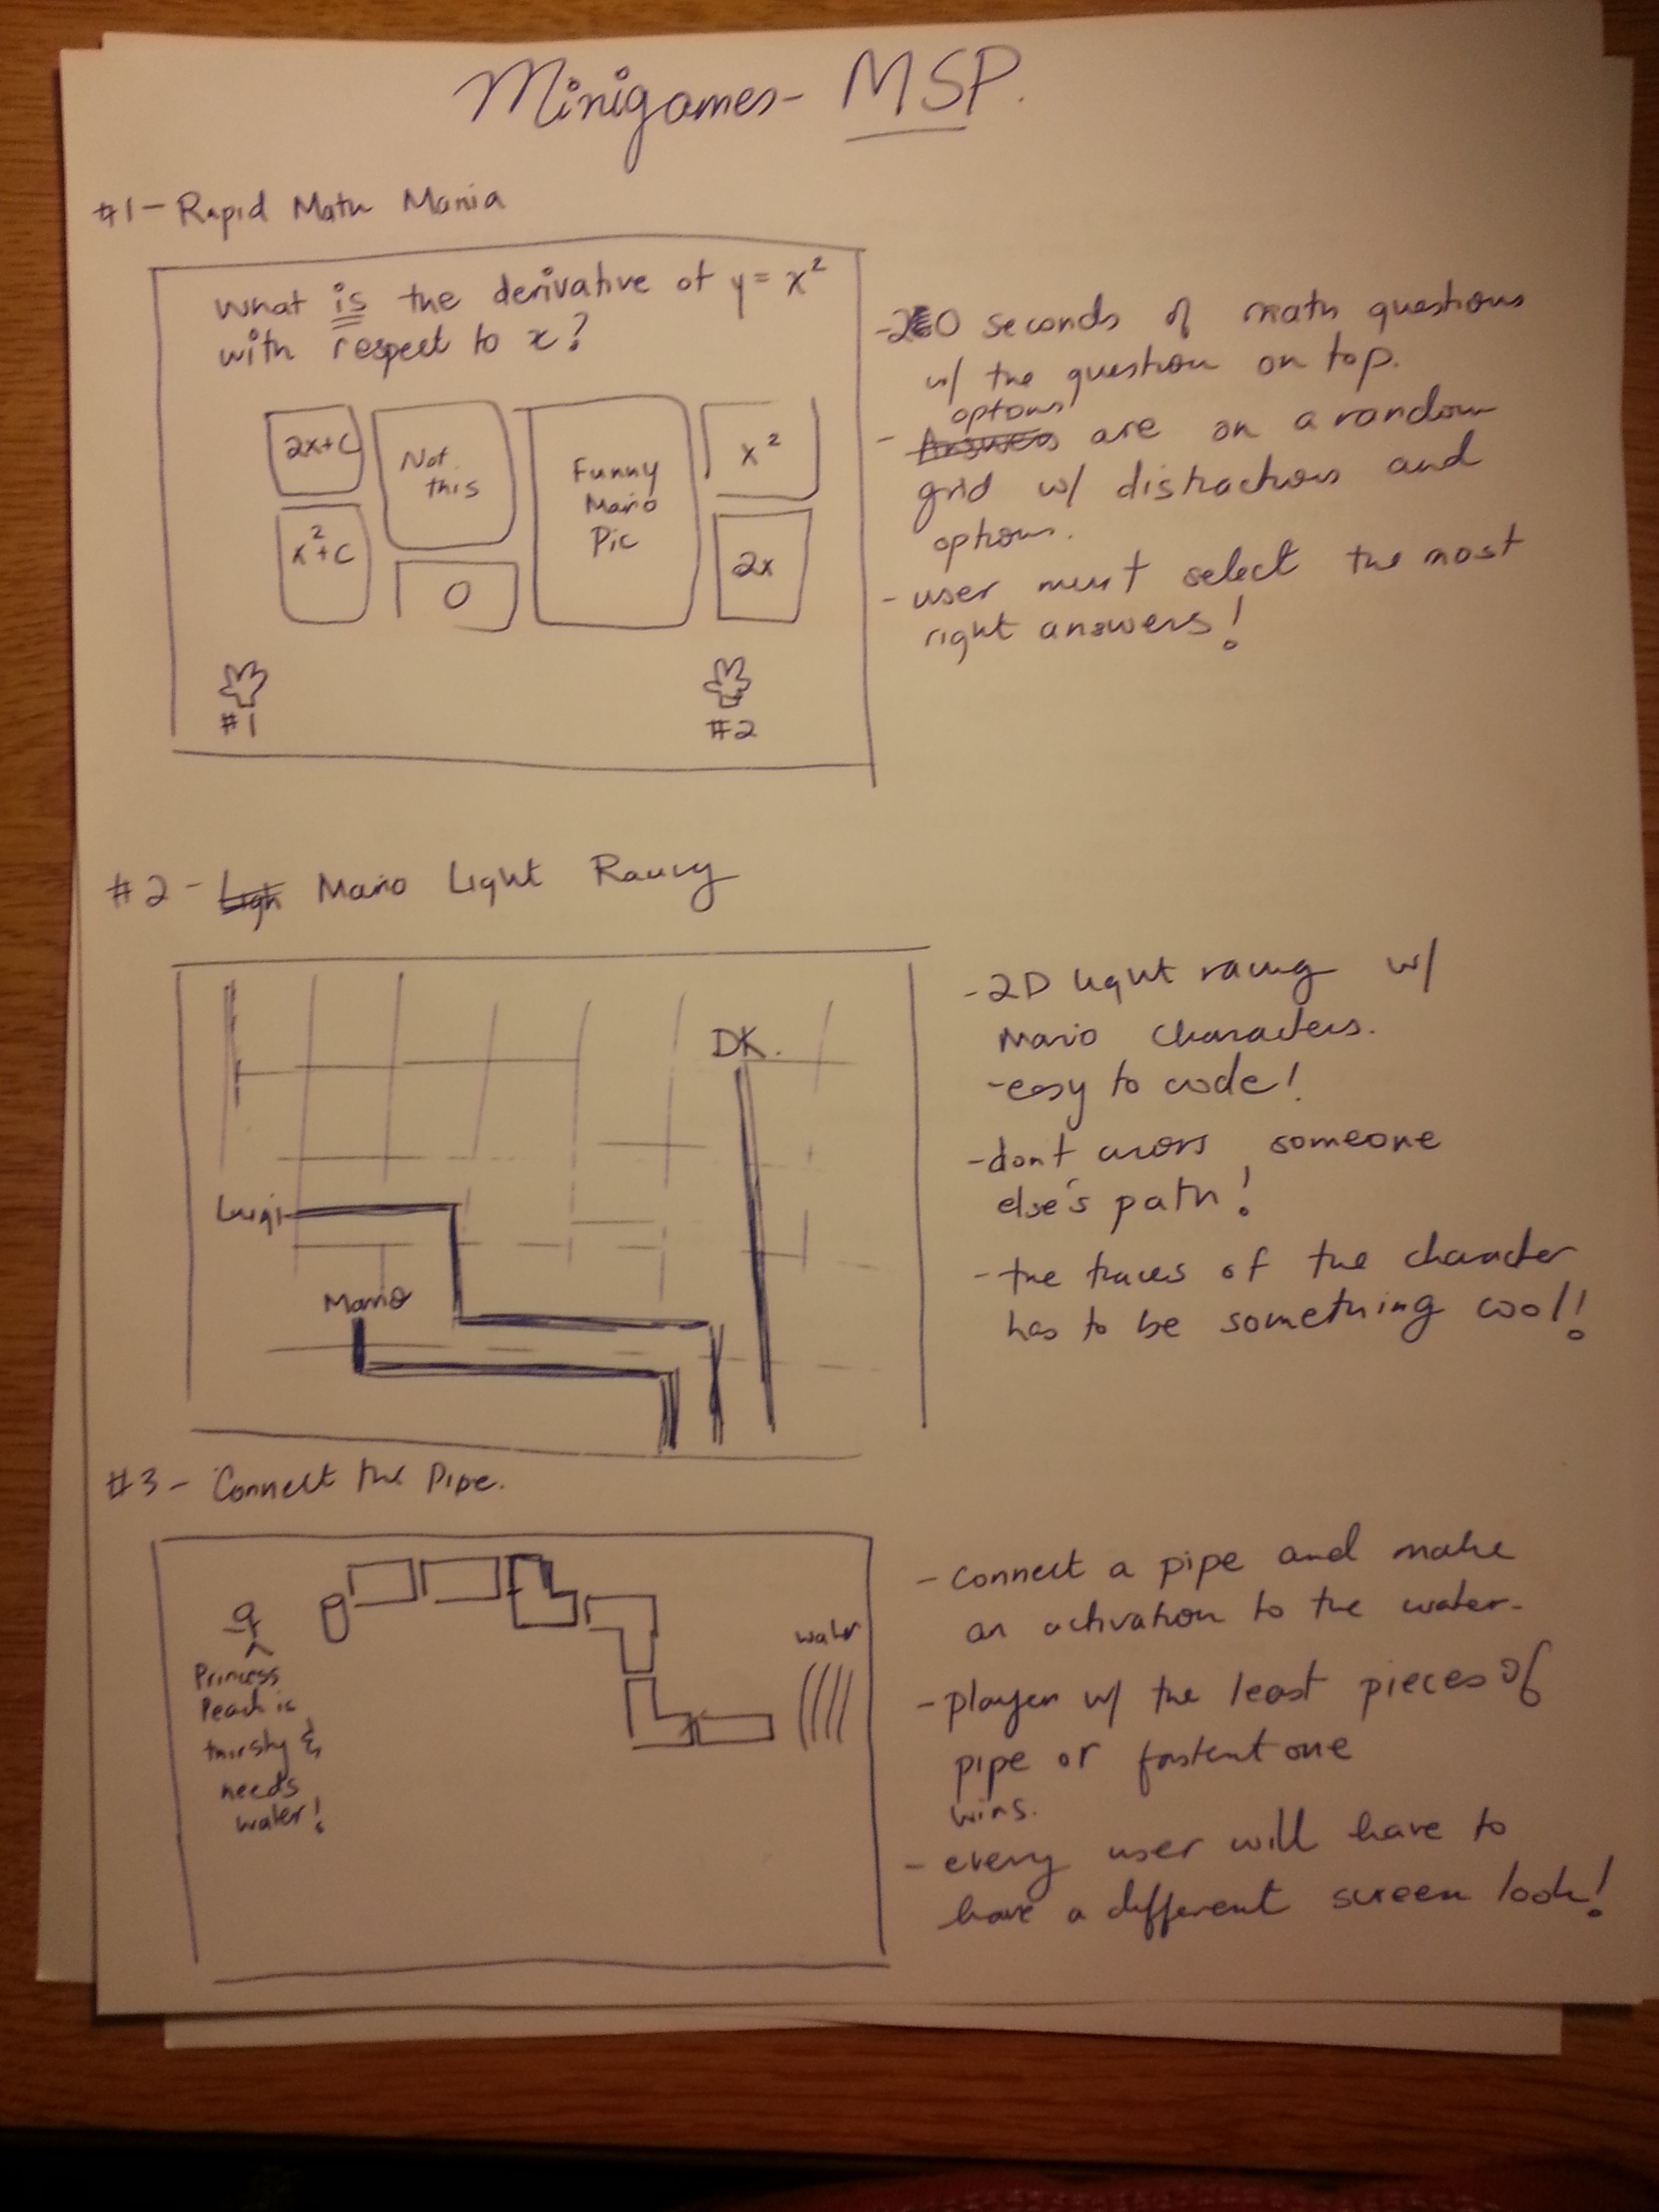 Minigames - MSP.
#1 - Rapid Math Mania
What is the derivative of y = x²
with respect to x?
2x+C
Not
this
Funny
Mario
Pic
x²
x²+C
0
2x
#1
#2
- 20 seconds of math questions
w/ the question on top.
options
- Answers are on a random
grid w/ distractions and
options.
- user must select the most
right answers!
#2 - Ligh Mario Light Racing
DK.
Luigi
Mario
- 2D light racing w/
Mario characters.
- easy to code!
- dont cross someone
else's path!
- the traces of the character
has to be something cool!
#3 - Connect the Pipe.
Princess
Peach is
thirsty &
needs
water!
water
- connect a pipe and make
an activation to the water.
- player w/ the least pieces of
pipe or fastest one
wins.
- every user will have to
have a different screen look!